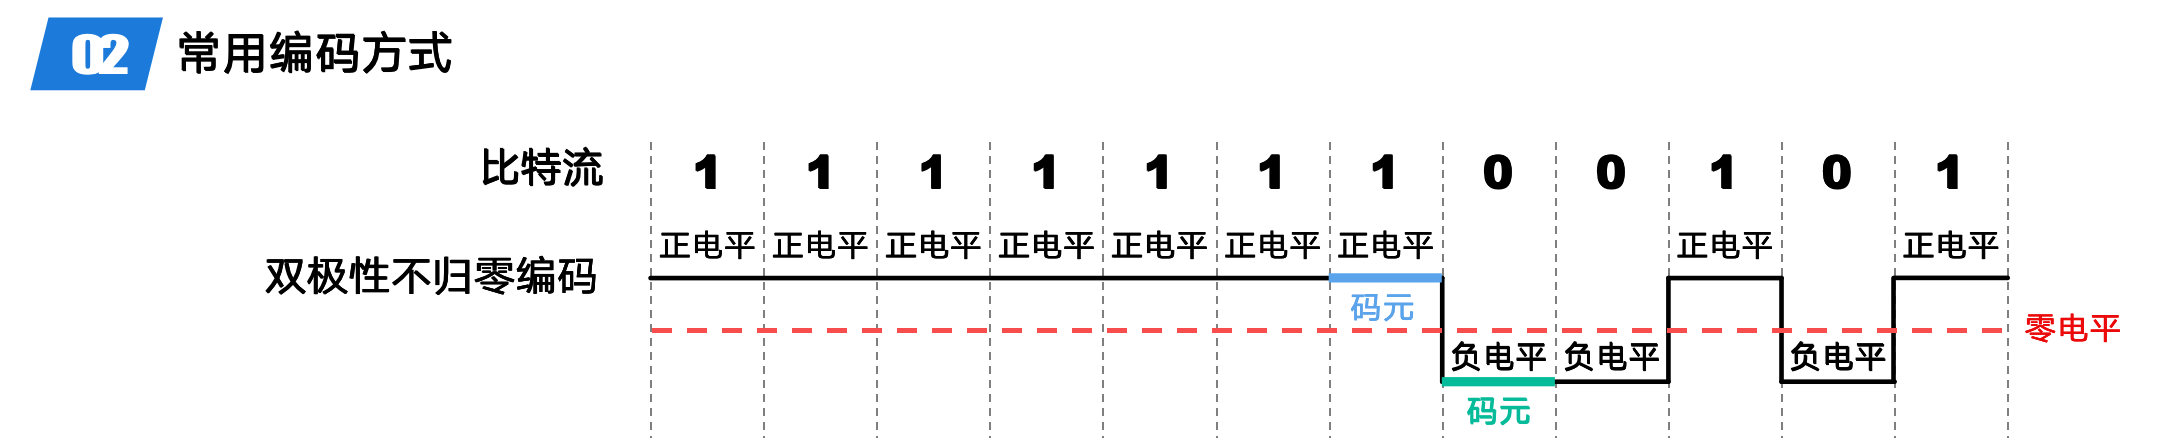 02 常用编码方式
比特流 1 1 1 1 1 1 1 0 0 1 0 1
正电平 正电平 正电平 正电平 正电平 正电平 正电平 正电平 正电平
双极性不归零编码
码元
零电平
负电平 负电平 负电平
码元